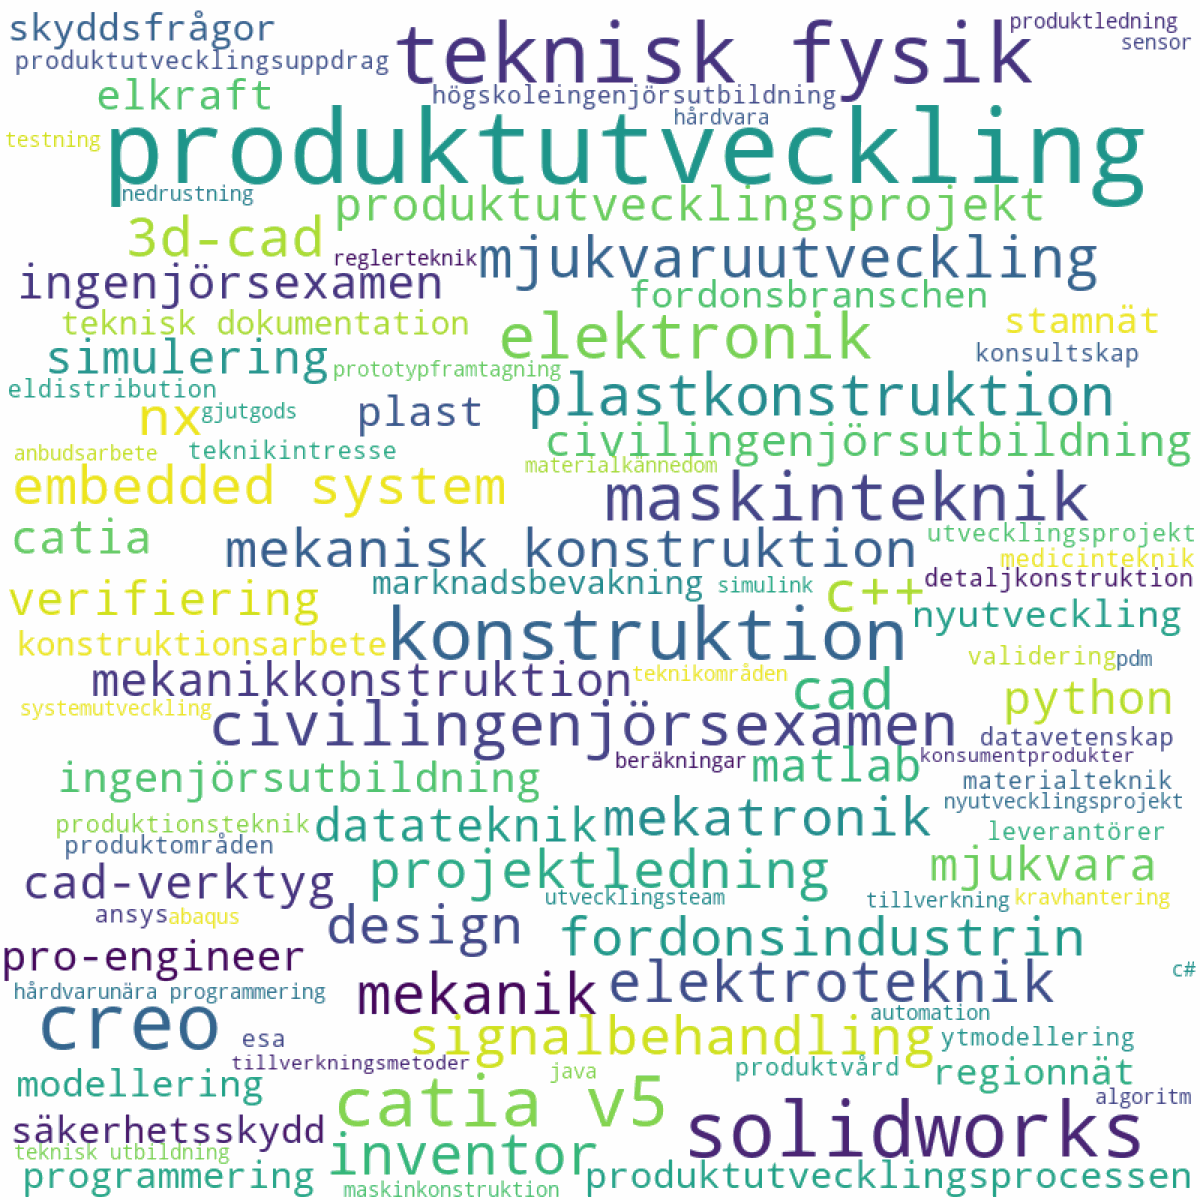 skyddsfrågor
teknisk fysik
produktledning
sensor
produktutvecklingsuppdrag
elkraft
högskoleingenjörsutbildning
hårdvara
testning
produktutveckling
nedrustning
produktutvecklingsprojekt
3d-cad
reglerteknik
mjukvaruutveckling
ingenjörsexamen
fordonsbranschen
teknisk dokumentation
elektronik
stamnät
simulering
prototypframtagning
konsultskap
eldistribution
plastkonstruktion
nx
gjutgods
plast
civilingenjörsutbildning
anbudsarbete
teknikintresse
materialkännedom
embedded system
maskinteknik
catia
mekanisk konstruktion
utvecklingsprojekt
medicinteknik
marknadsbevakning
simulink
c++
detaljkonstruktion
verifiering
nyutveckling
konstruktionsarbete
konstruktion
validering
pdm
mekanikkonstruktion
teknikområden
cad
python
systemutveckling
civilingenjörsexamen
datavetenskap
beräkningar
matlab
konsumentprodukter
ingenjörsutbildning
materialteknik
nyutvecklingsprojekt
produktionsteknik
datateknik
mekatronik
leverantörer
produktområden
projektledning
mjukvara
cad-verktyg
utvecklingsteam
tillverkning
kravhantering
ansys
abaqus
design
fordonsindustrin
pro-engineer
mekanik
elektroteknik
c#
hårdvarunära programmering
creo
esa
signalbehandling
automation
ytmodellering
tillverkningsmetoder
java
produktvård
regionnät
modellering
catia v5
algoritm
säkerhetsskydd
solidworks
teknisk utbildning
inventor
programmering
maskinkonstruktion
produktutvecklingsprocessen